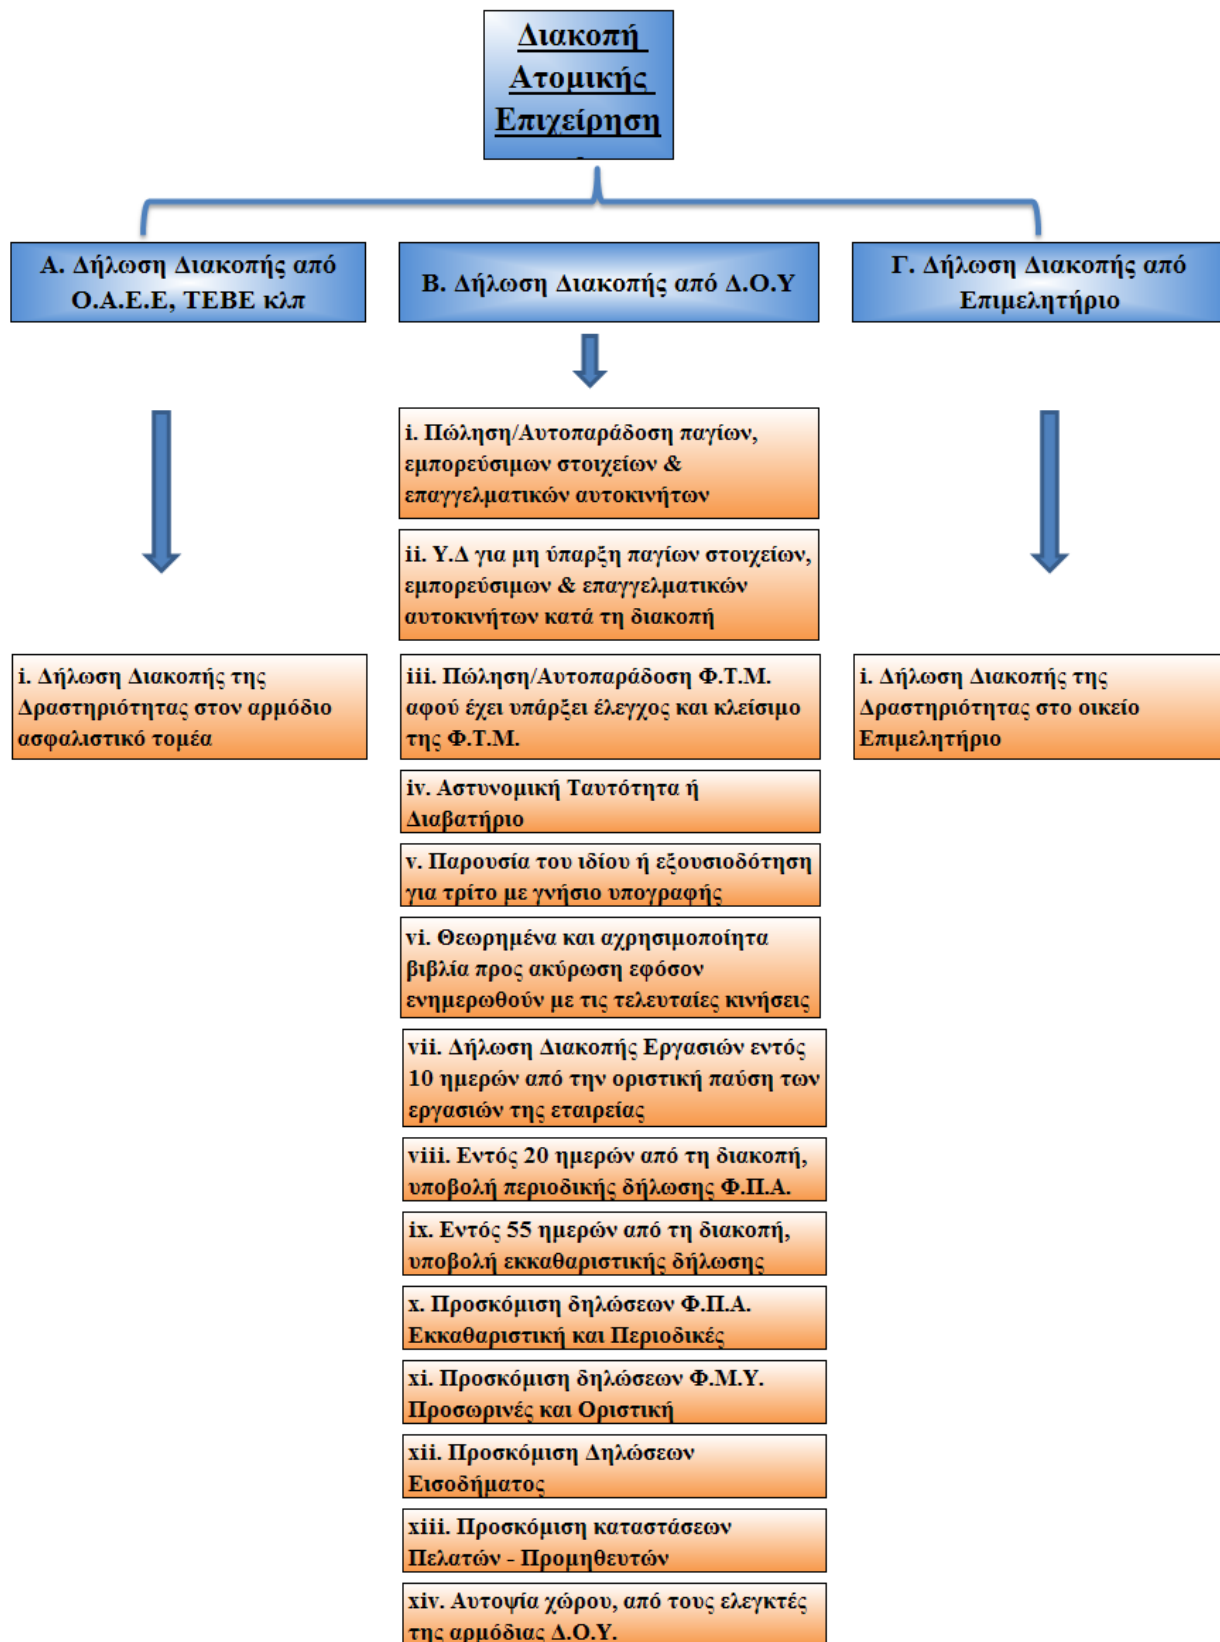 Διακοπή
Ατομικής
Επιχείρηση
Α. Δήλωση Διακοπής από
Ο.Α.Ε.Ε, ΤΕΒΕ κλπ
Β. Δήλωση Διακοπής από Δ.Ο.Υ
Γ. Δήλωση Διακοπής από
Επιμελητήριο
i. Πώληση/Αυτοπαράδοση παγίων,
εμπορεύσιμων στοιχείων &
επαγγελματικών αυτοκινήτων
ii. Υ.Δ για μη ύπαρξη παγίων στοιχείων,
εμπορεύσιμων & επαγγελματικών
αυτοκινήτων κατά τη διακοπή
i. Δήλωση Διακοπής της
Δραστηριότητας στον αρμόδιο
ασφαλιστικό τομέα
iii. Πώληση/Αυτοπαράδοση Φ.Τ.Μ.
αφού έχει υπάρξει έλεγχος και κλείσιμο
της Φ.Τ.Μ.
i. Δήλωση Διακοπής της
Δραστηριότητας στο οικείο
Επιμελητήριο
iv. Αστυνομική Ταυτότητα ή
Διαβατήριο
v. Παρουσία του ιδίου ή εξουσιοδότηση
για τρίτο με γνήσιο υπογραφής
vi. Θεωρημένα και αχρησιμοποίητα
βιβλία προς ακύρωση εφόσον
ενημερωθούν με τις τελευταίες κινήσεις
vii. Δήλωση Διακοπής Εργασιών εντός
10 ημερών από την οριστική παύση των
εργασιών της εταιρείας
viii. Εντός 20 ημερών από τη διακοπή,
υποβολή περιοδικής δήλωσης Φ.Π.Α.
ix. Εντός 55 ημερών από τη διακοπή,
υποβολή εκκαθαριστικής δήλωσης
x. Προσκόμιση δηλώσεων Φ.Π.Α.
Εκκαθαριστική και Περιοδικές
xi. Προσκόμιση δηλώσεων Φ.Μ.Υ.
Προσωρινές και Οριστική
xii. Προσκόμιση Δηλώσεων
Εισοδήματος
xiii. Προσκόμιση καταστάσεων
Πελατών - Προμηθευτών
xiv. Αυτοψία χώρου, από τους ελεγκτές
της αρμόδιας Δ.Ο.Υ.